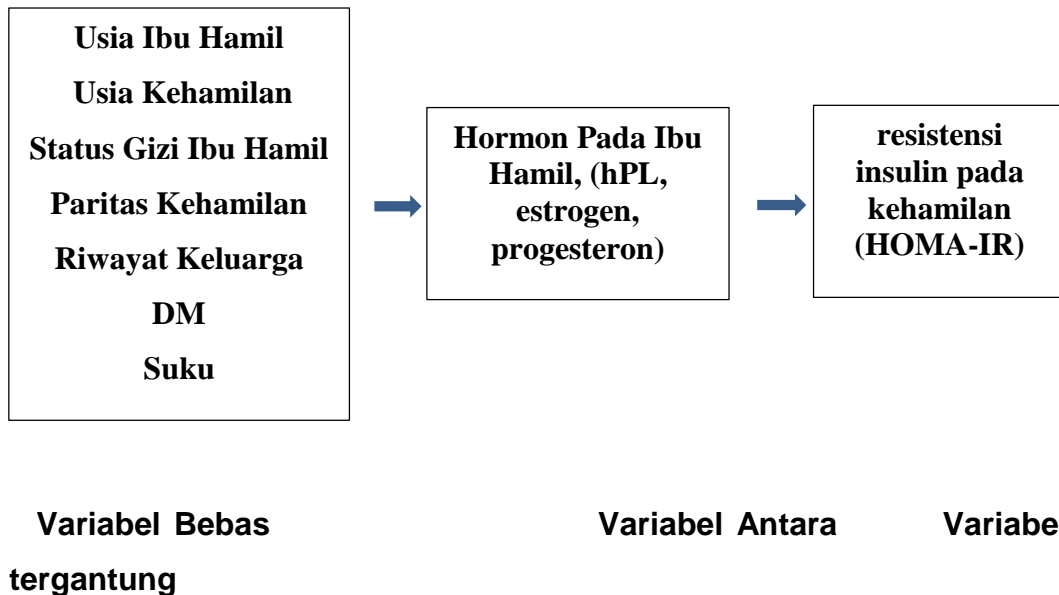 Usia Ibu Hamil
Usia Kehamilan
Status Gizi Ibu Hamil
Paritas Kehamilan
Riwayat Keluarga
DM
Suku
Hormon Pada Ibu
Hamil, (hPL,
estrogen,
progesteron)
resistensi
insulin pada
kehamilan
(HOMA-IR)
Variabel Bebas Variabel Antara Variabe
tergantung